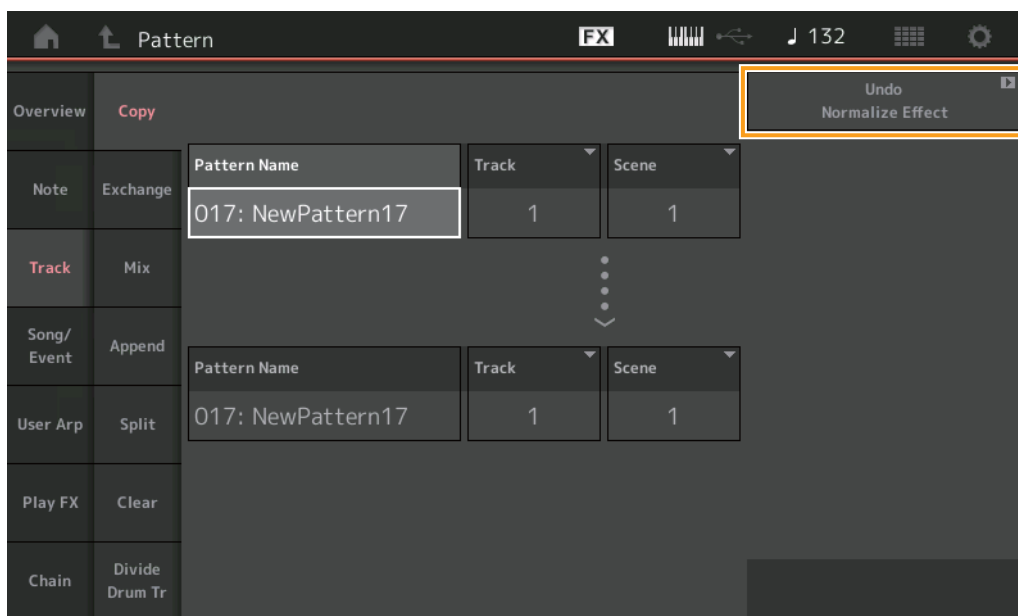 Pattern FX 132
Undo
Normalize Effect
Overview
Note
Track
Song/
Event
User Arp
Play FX
Chain
Copy
Exchange
Mix
Append
Split
Clear
Divide
Drum Tr
Pattern Name Track Scene
017: NewPattern17 1 1
Pattern Name Track Scene
017: NewPattern17 1 1